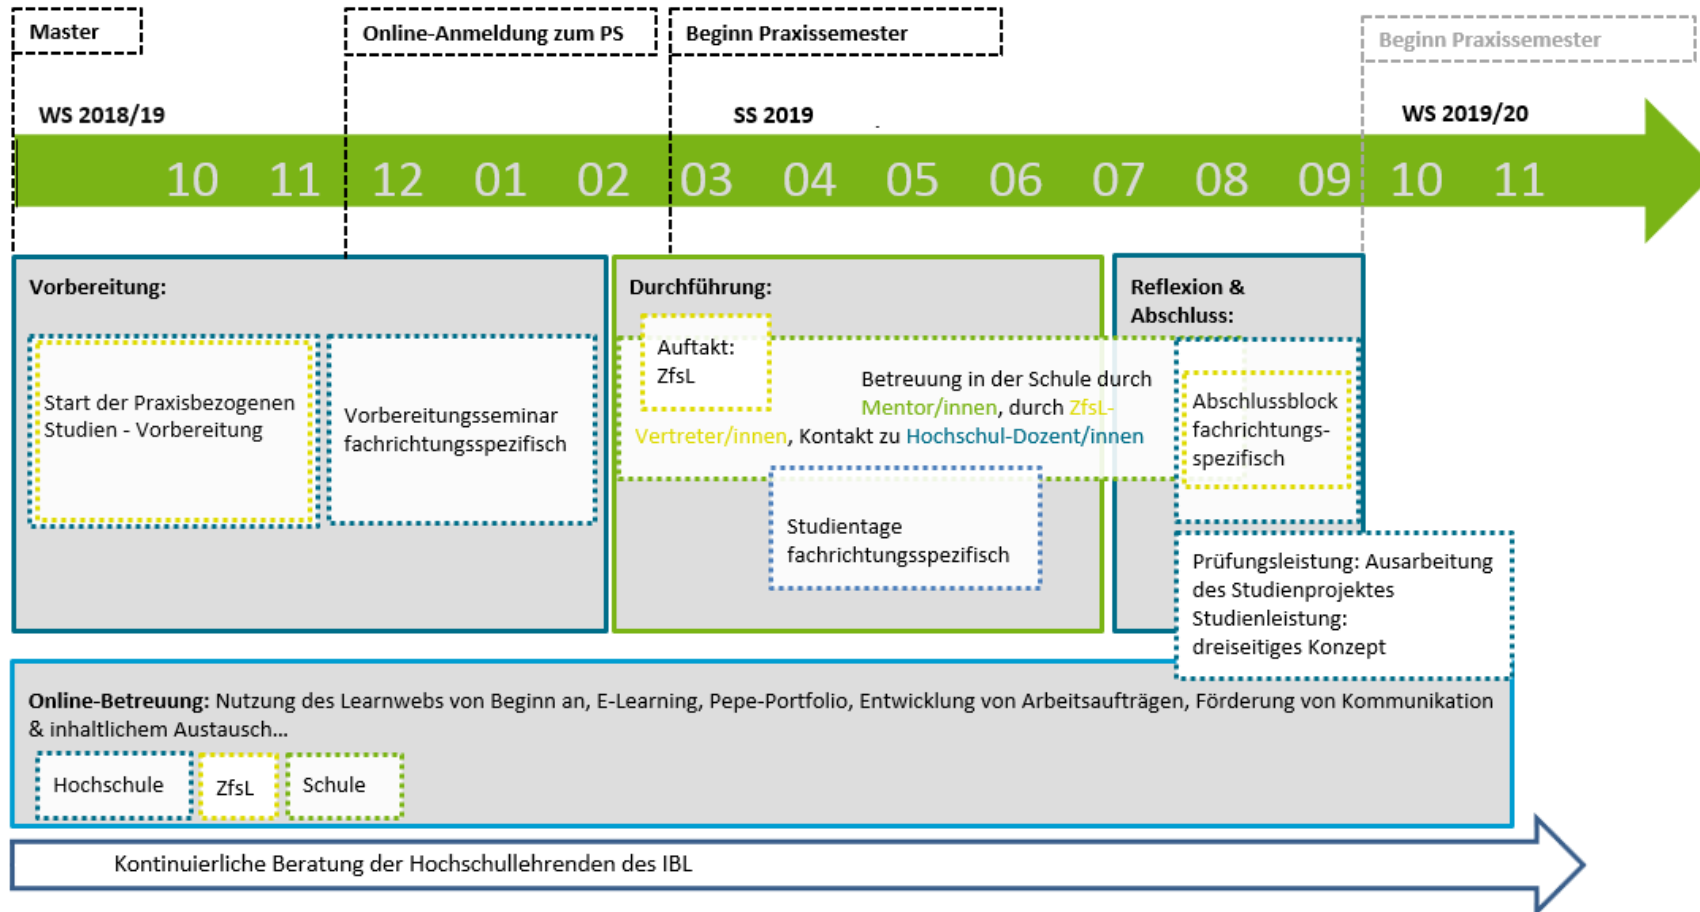 Master
Online-Anmeldung zum PS
Beginn Praxissemester
Beginn Praxissemester
WS 2018/19
SS 2019
WS 2019/20
10 11 12 01 02 03 04 05 06 07 08 09 10 11
Vorbereitung:
Start der Praxisbezogenen
Studien - Vorbereitung
Vorbereitungsseminar
fachrichtungsspezifisch
Durchführung:
Auftakt:
ZfsL
Betreuung in der Schule durch
Mentor/innen, durch ZfsL-
Vertreter/innen, Kontakt zu Hochschul-Dozent/innen
Studientage
fachrichtungsspezifisch
Reflexion &
Abschluss:
Abschlussblock
fachrichtungs-
spezifisch
Prüfungsleistung: Ausarbeitung
des Studienprojektes
Studienleistung:
dreiseitiges Konzept
Online-Betreuung: Nutzung des Learnwebs von Beginn an, E-Learning, Pepe-Portfolio, Entwicklung von Arbeitsaufträgen, Förderung von Kommunikation
& inhaltlichem Austausch...
Hochschule
ZfsL
Schule
Kontinuierliche Beratung der Hochschullehrenden des IBL